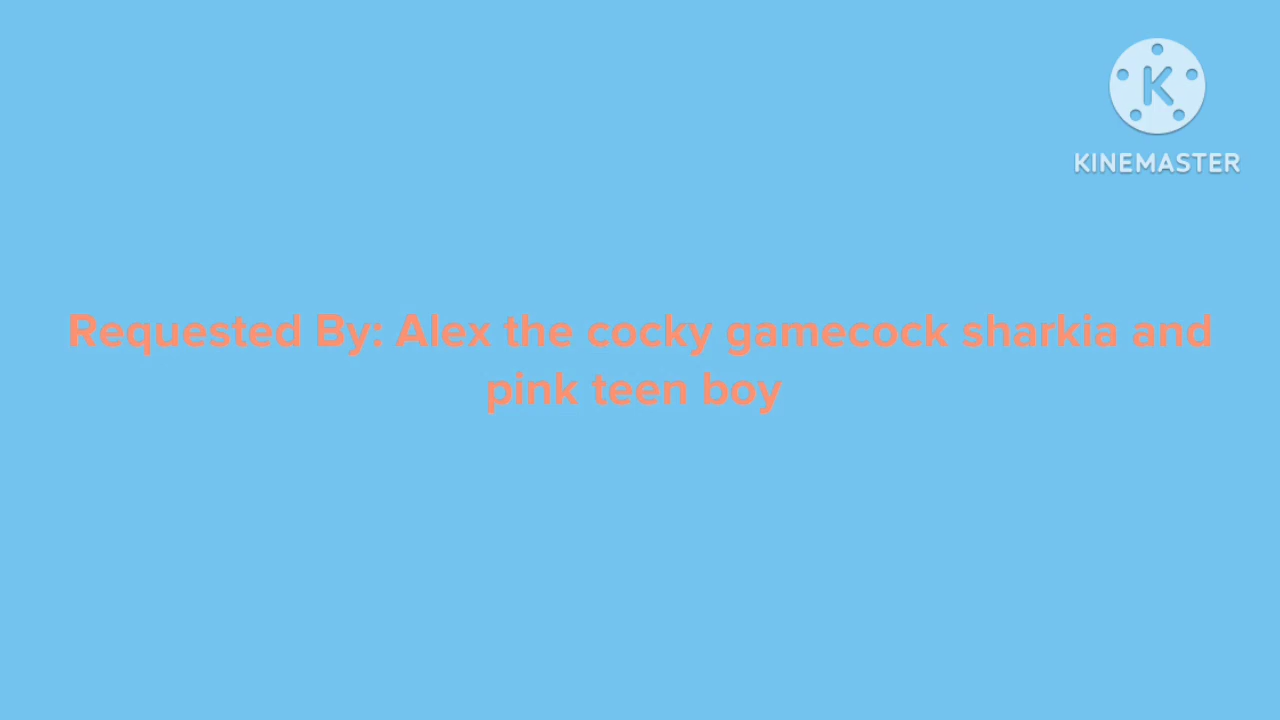 KINEMASTER
Requested By: Alex the cocky gamecock sharkia and
pink teen boy